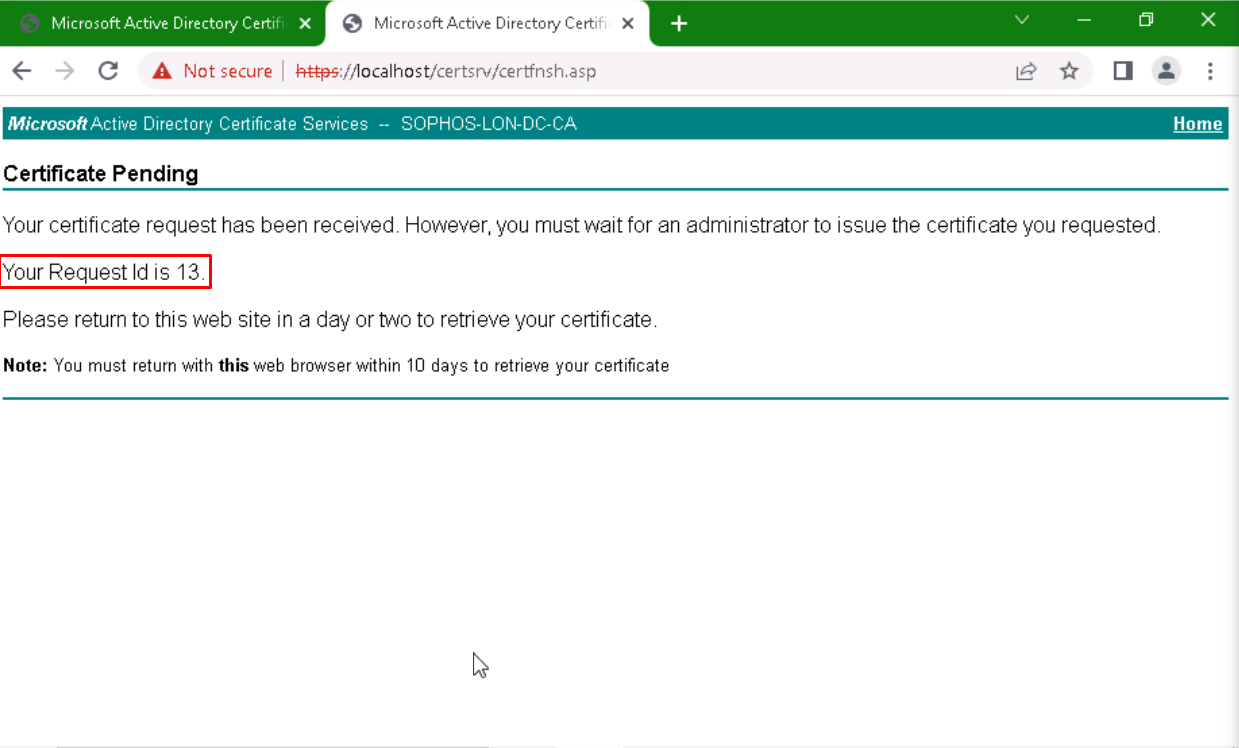 Microsoft Active Directory Certifi
Microsoft Active Directory Certifi
Not secure | https://localhost/certsrv/certfnsh.asp
Microsoft Active Directory Certificate Services -- SOPHOS-LON-DC-CA Home
Certificate Pending
Your certificate request has been received. However, you must wait for an administrator to issue the certificate you requested.
Your Request Id is 13.
Please return to this web site in a day or two to retrieve your certificate.
Note: You must return with this web browser within 10 days to retrieve your certificate